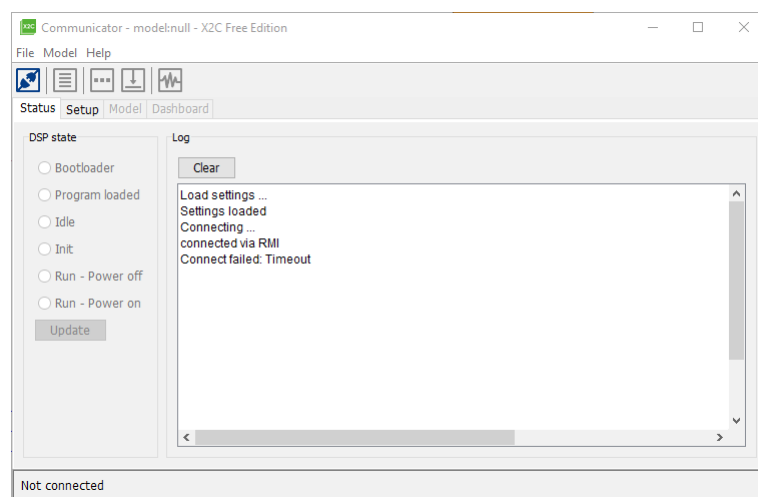 X2C Communicator - model:null - X2C Free Edition
File Model Help
Status Setup Model Dashboard
DSP state
Bootloader
Program loaded
Idle
Init
Run - Power off
Run - Power on
Update
Log
Clear
Load settings ...
Settings loaded
Connecting ...
connected via RMI
Connect failed: Timeout
Not connected